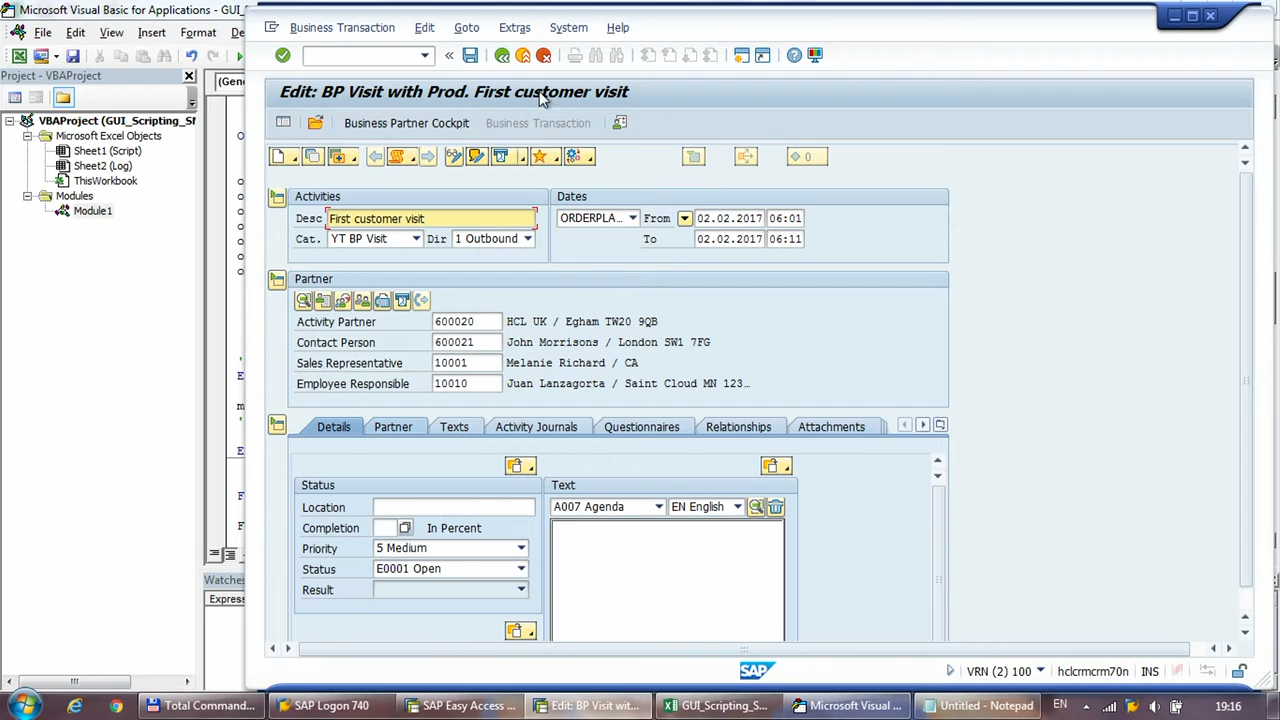 Microsoft Visual Basic for Applications
File Edit View Insert Format
Project - VBAProject
VBAProject (GUI_Scripting_S
Microsoft Excel Objects
Sheet1 (Script)
Sheet2 (Log)
ThisWorkbook
Modules
Module1
(Gene
Watches
Expres
Business Transaction Edit Goto Extras System Help
Edit: BP Visit with Prod. First customer visit
Business Partner Cockpit Business Transaction
0
Activities
Desc First customer visit
Cat. YT BP Visit Dir 1 Outbound
Dates
ORDERPLA... From 02.02.2017 06:01
To 02.02.2017 06:11
Partner
Activity Partner 600020 HCL UK / Egham TW20 9QB
Contact Person 600021 John Morrisons / London SW1 7FG
Sales Representative 10001 Melanie Richard / CA
Employee Responsible 10010 Juan Lanzagorta / Saint Cloud MN 123...
Details Partner Texts Activity Journals Questionnaires Relationships Attachments
Status
Location
Completion In Percent
Priority 5 Medium
Status E0001 Open
Result
Text
A007 Agenda EN English
SAP VRN (2) 100 hclcrmcrm70n INS
Total Command... SAP Logon 740 SAP Easy Access ... Edit: BP Visit wit... GUI_Scripting_S... Microsoft Visual ... Untitled - Notepad EN 19:16